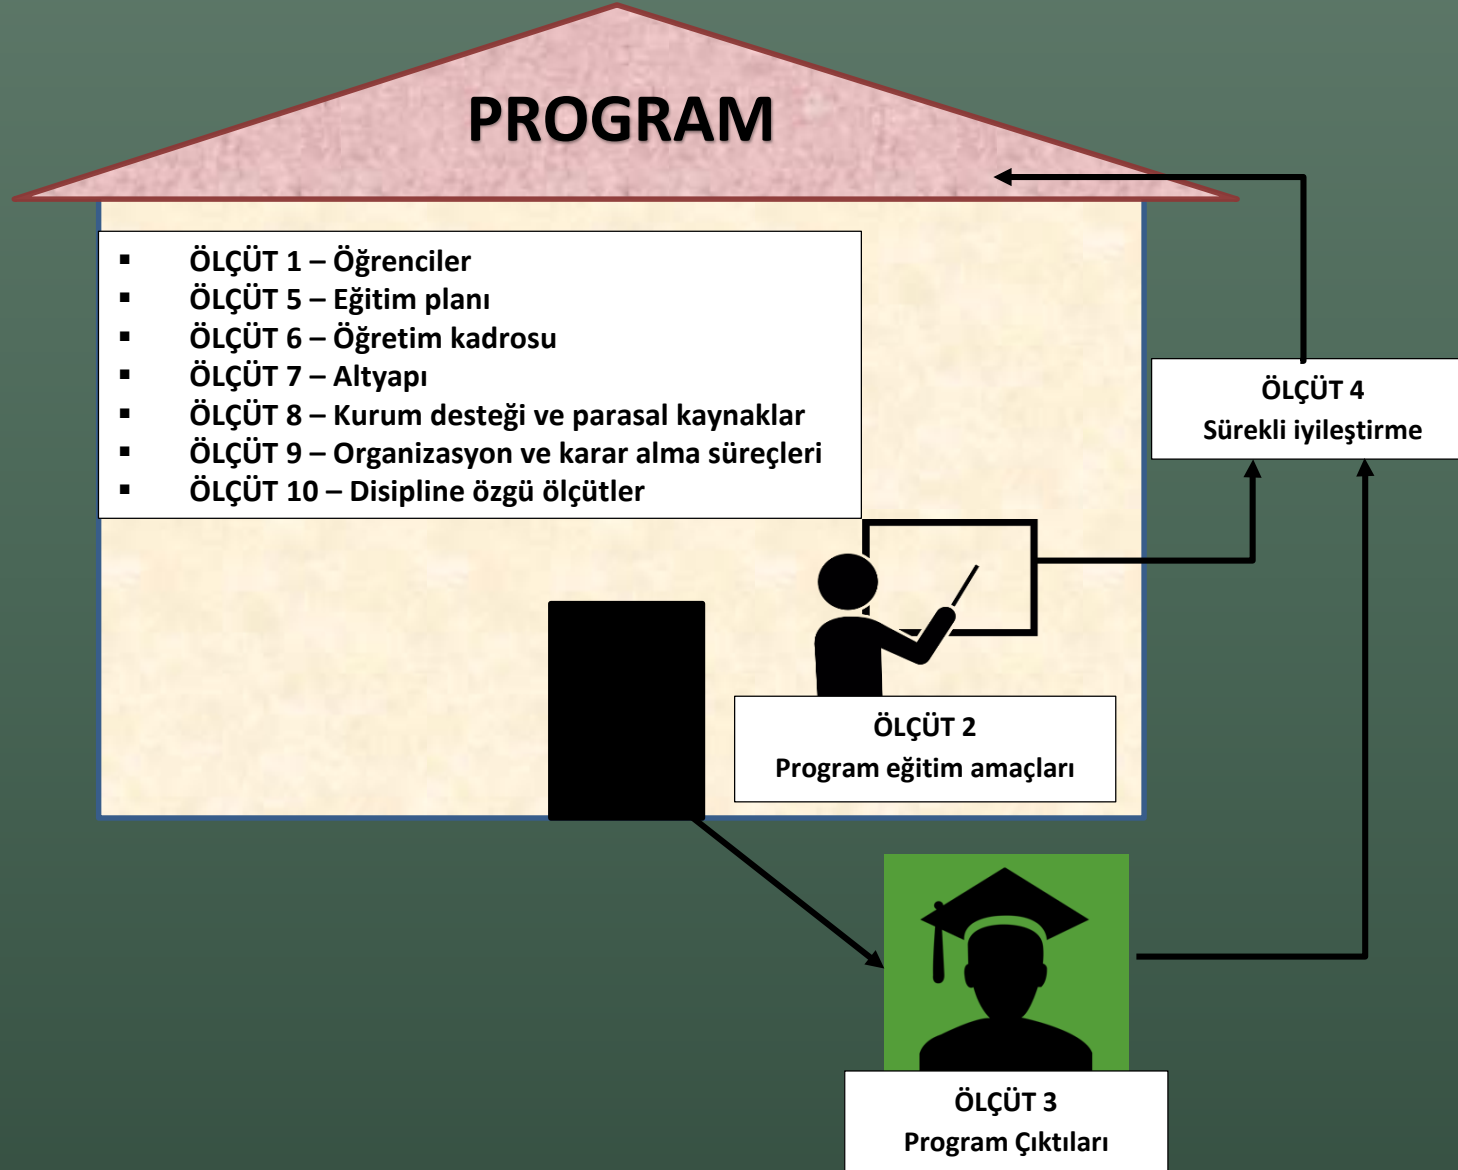 PROGRAM
▪ ÖLÇÜT 1 – Öğrenciler
▪ ÖLÇÜT 5 – Eğitim planı
▪ ÖLÇÜT 6 – Öğretim kadrosu
▪ ÖLÇÜT 7 – Altyapı
▪ ÖLÇÜT 8 – Kurum desteği ve parasal kaynaklar
▪ ÖLÇÜT 9 – Organizasyon ve karar alma süreçleri
▪ ÖLÇÜT 10 – Disipline özgü ölçütler
ÖLÇÜT 4
Sürekli iyileştirme
ÖLÇÜT 2
Program eğitim amaçları
ÖLÇÜT 3
Program Çıktıları